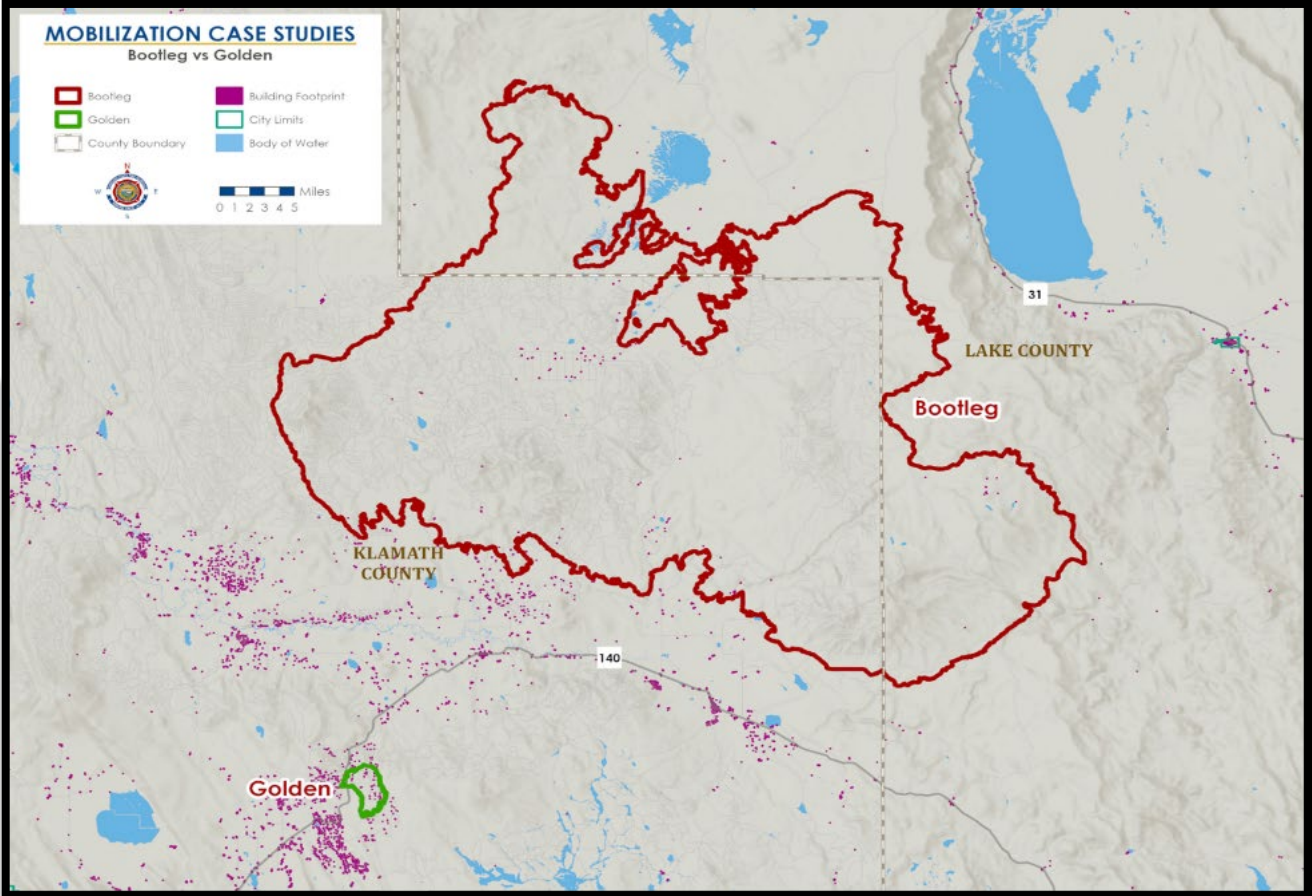 MOBILIZATION CASE STUDIES
Bootleg vs Golden
Bootleg
Building Footprint
Golden
City Limits
County Boundary
Body of Water
N
W
E
S
Miles
0 1 2 3 4 5
31
LAKE COUNTY
Bootleg
KLAMATH
COUNTY
140
Golden